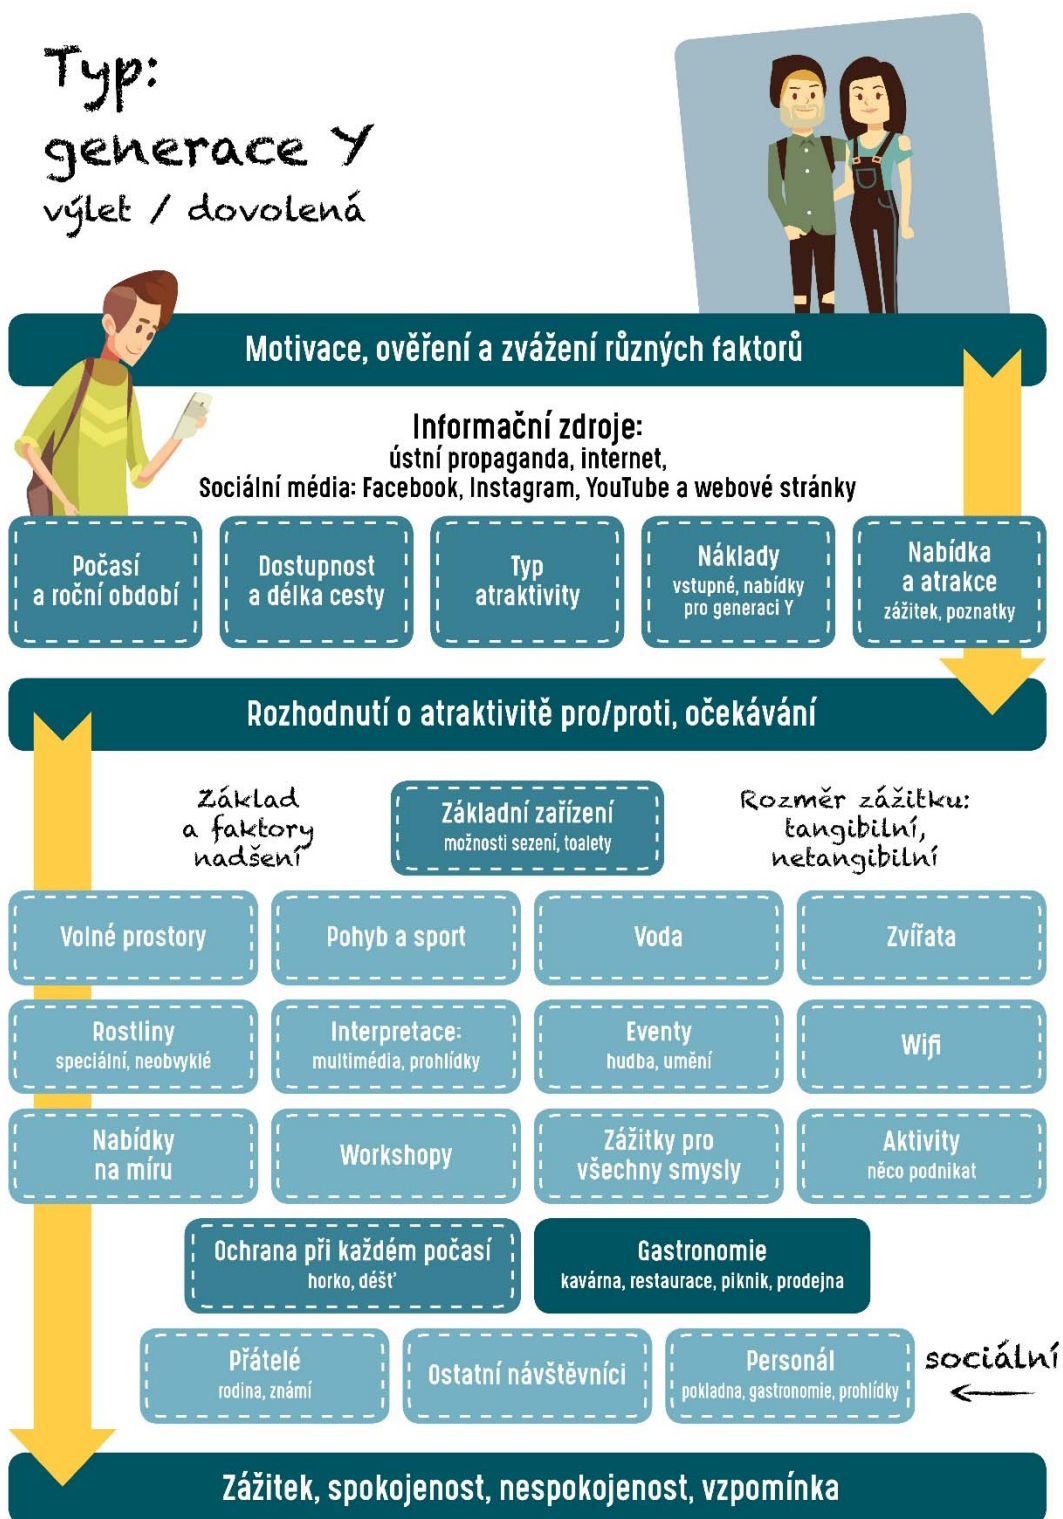 Typ:
generace Y
výlet / dovolená
Motivace, ověření a zvážení různých faktorů
Informační zdroje:
ústní propaganda, internet,
Sociální média: Facebook, Instagram, YouTube a webové stránky
Počasí
a roční období
Dostupnost
a délka cesty
Typ
atraktivity
Náklady
vstupné, nabídky
pro generaci Y
Nabídka
a atrakce
zážitek, poznatky
Rozhodnutí o atraktivitě pro/proti, očekávání
Základ
a faktory
nadšení
Základní zařízení
možnosti sezení, toalety
Rozměr zážitku:
tangibilní,
netangibilní
Volné prostory
Pohyb a sport
Voda
Zvířata
Rostliny
speciální, neobvyklé
Interpretace:
multimédia, prohlídky
Eventy
hudba, umění
Wifi
Nabídky
na míru
Workshopy
Zážitky pro
všechny smysly
Aktivity
něco podnikat
Ochrana při každém počasí
horko, déšť
Gastronomie
kavárna, restaurace, piknik, prodejna
Přátelé
rodina, známí
Ostatní návštěvníci
Personál
pokladna, gastronomie, prohlídky
sociální
Zážitek, spokojenost, nespokojenost, vzpomínka